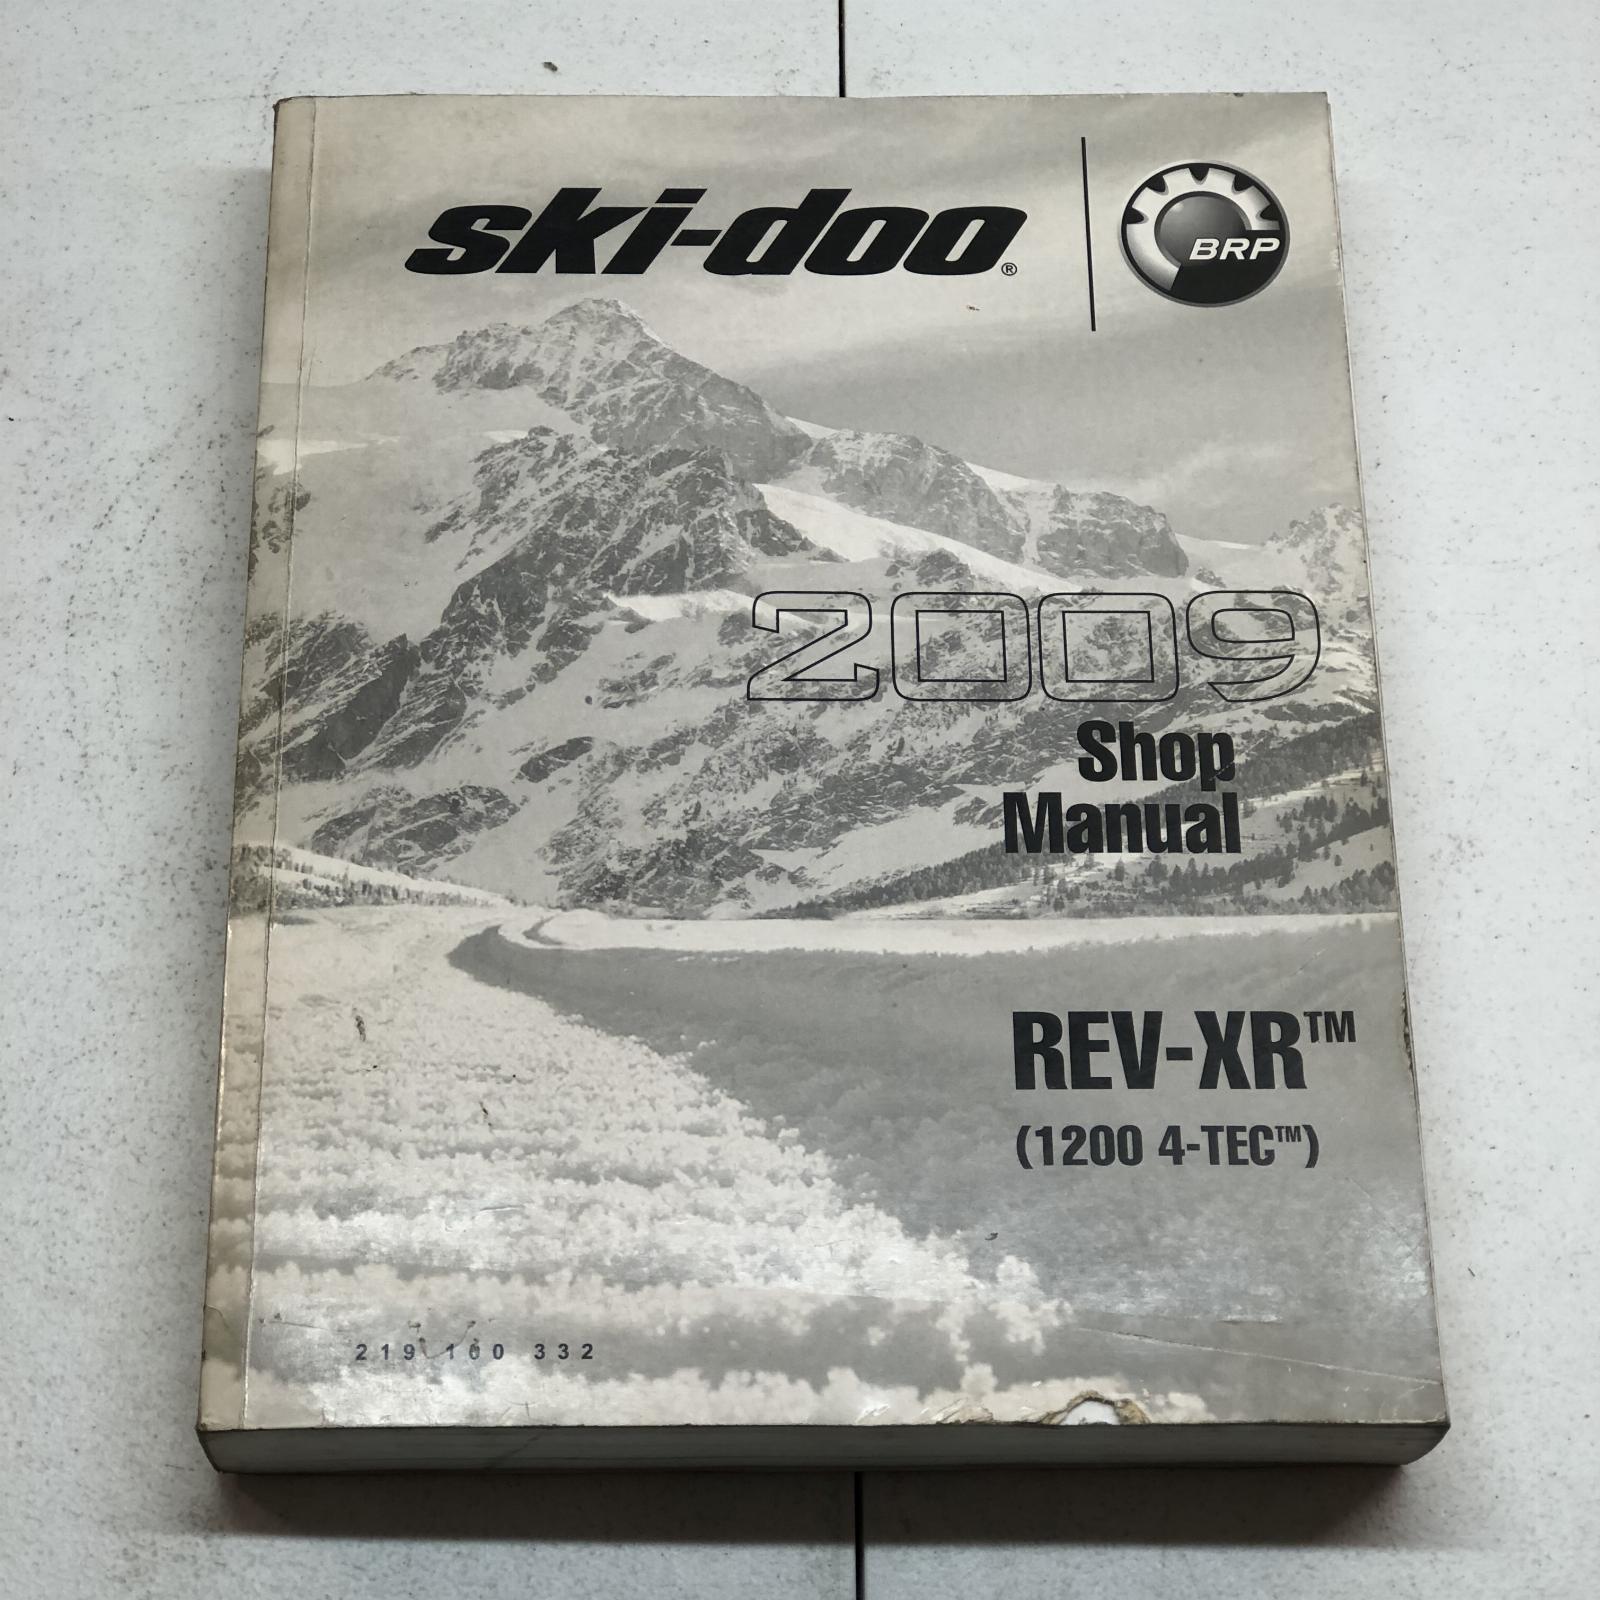 ski-doo®
BRP
2009
Shop
Manual
REV-XR™
(1200 4-TEC™)
219 100 332